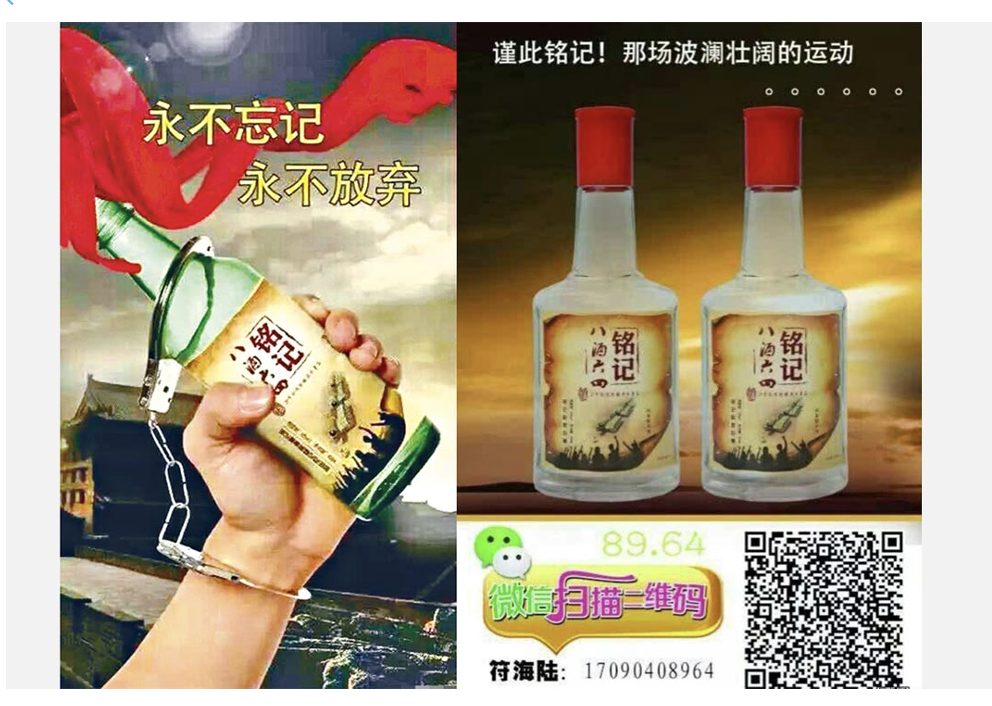 永不忘记
永不放弃
铭记
八酒六四
谨此铭记！那场波澜壮阔的运动
。。。。。。
铭记
八酒六四
铭记
八酒六四
89.64
微信扫描二维码
符海陆：17090408964